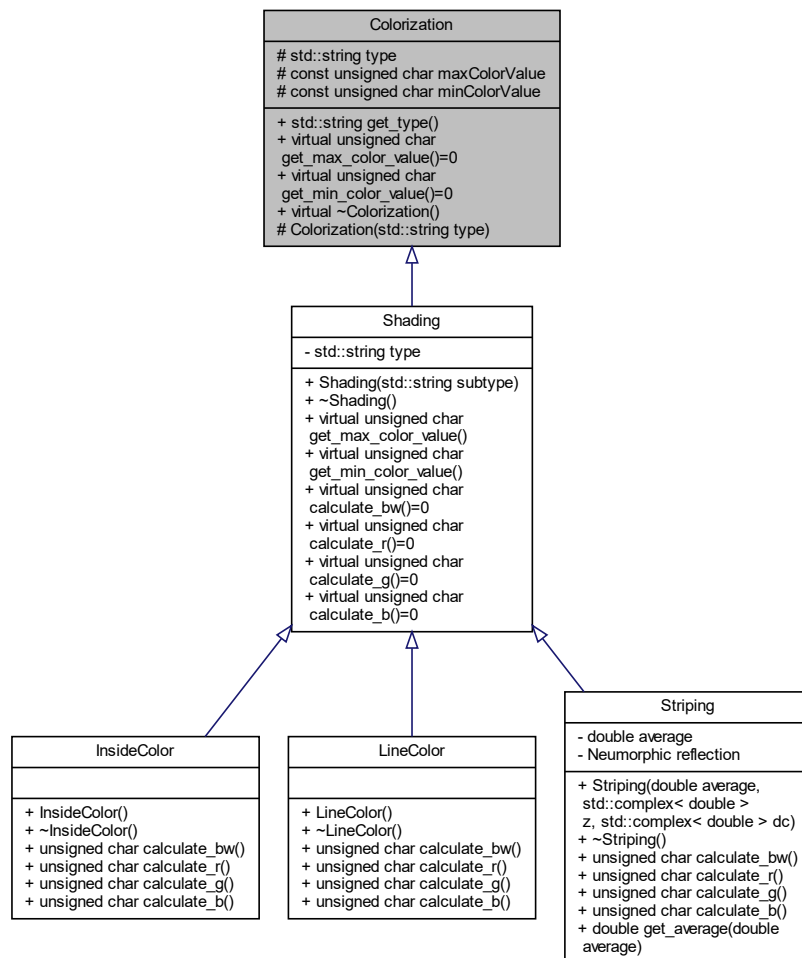 Colorization
# std::string type
# const unsigned char maxColorValue
# const unsigned char minColorValue
+ std::string get_type()
+ virtual unsigned char
get_max_color_value()=0
+ virtual unsigned char
get_min_color_value()=0
+ virtual ~Colorization()
# Colorization(std::string type)
Shading
- std::string type
+ Shading(std::string subtype)
+ ~Shading()
+ virtual unsigned char
get_max_color_value()
+ virtual unsigned char
get_min_color_value()
+ virtual unsigned char
calculate_bw()=0
+ virtual unsigned char
calculate_r()=0
+ virtual unsigned char
calculate_g()=0
+ virtual unsigned char
calculate_b()=0
InsideColor
+ InsideColor()
+ ~InsideColor()
+ unsigned char calculate_bw()
+ unsigned char calculate_r()
+ unsigned char calculate_g()
+ unsigned char calculate_b()
LineColor
+ LineColor()
+ ~LineColor()
+ unsigned char calculate_bw()
+ unsigned char calculate_r()
+ unsigned char calculate_g()
+ unsigned char calculate_b()
Striping
- double average
- Neumorphic reflection
+ Striping(double average,
std::complex< double >
z, std::complex< double > dc)
+ ~Striping()
+ unsigned char calculate_bw()
+ unsigned char calculate_r()
+ unsigned char calculate_g()
+ unsigned char calculate_b()
+ double get_average(double
average)